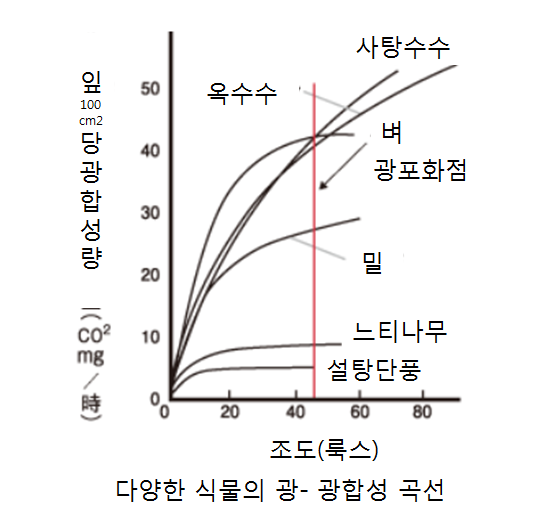 사탕수수
옥수수
벼
광포화점
밀
느티나무
설탕단풍
잎
100
cm2
당
광
합
성
량
(CO2
mg
/
時)
50
40
30
20
10
0
0
20
40
60
80
조도(룩스)
다양한 식물의 광- 광합성 곡선